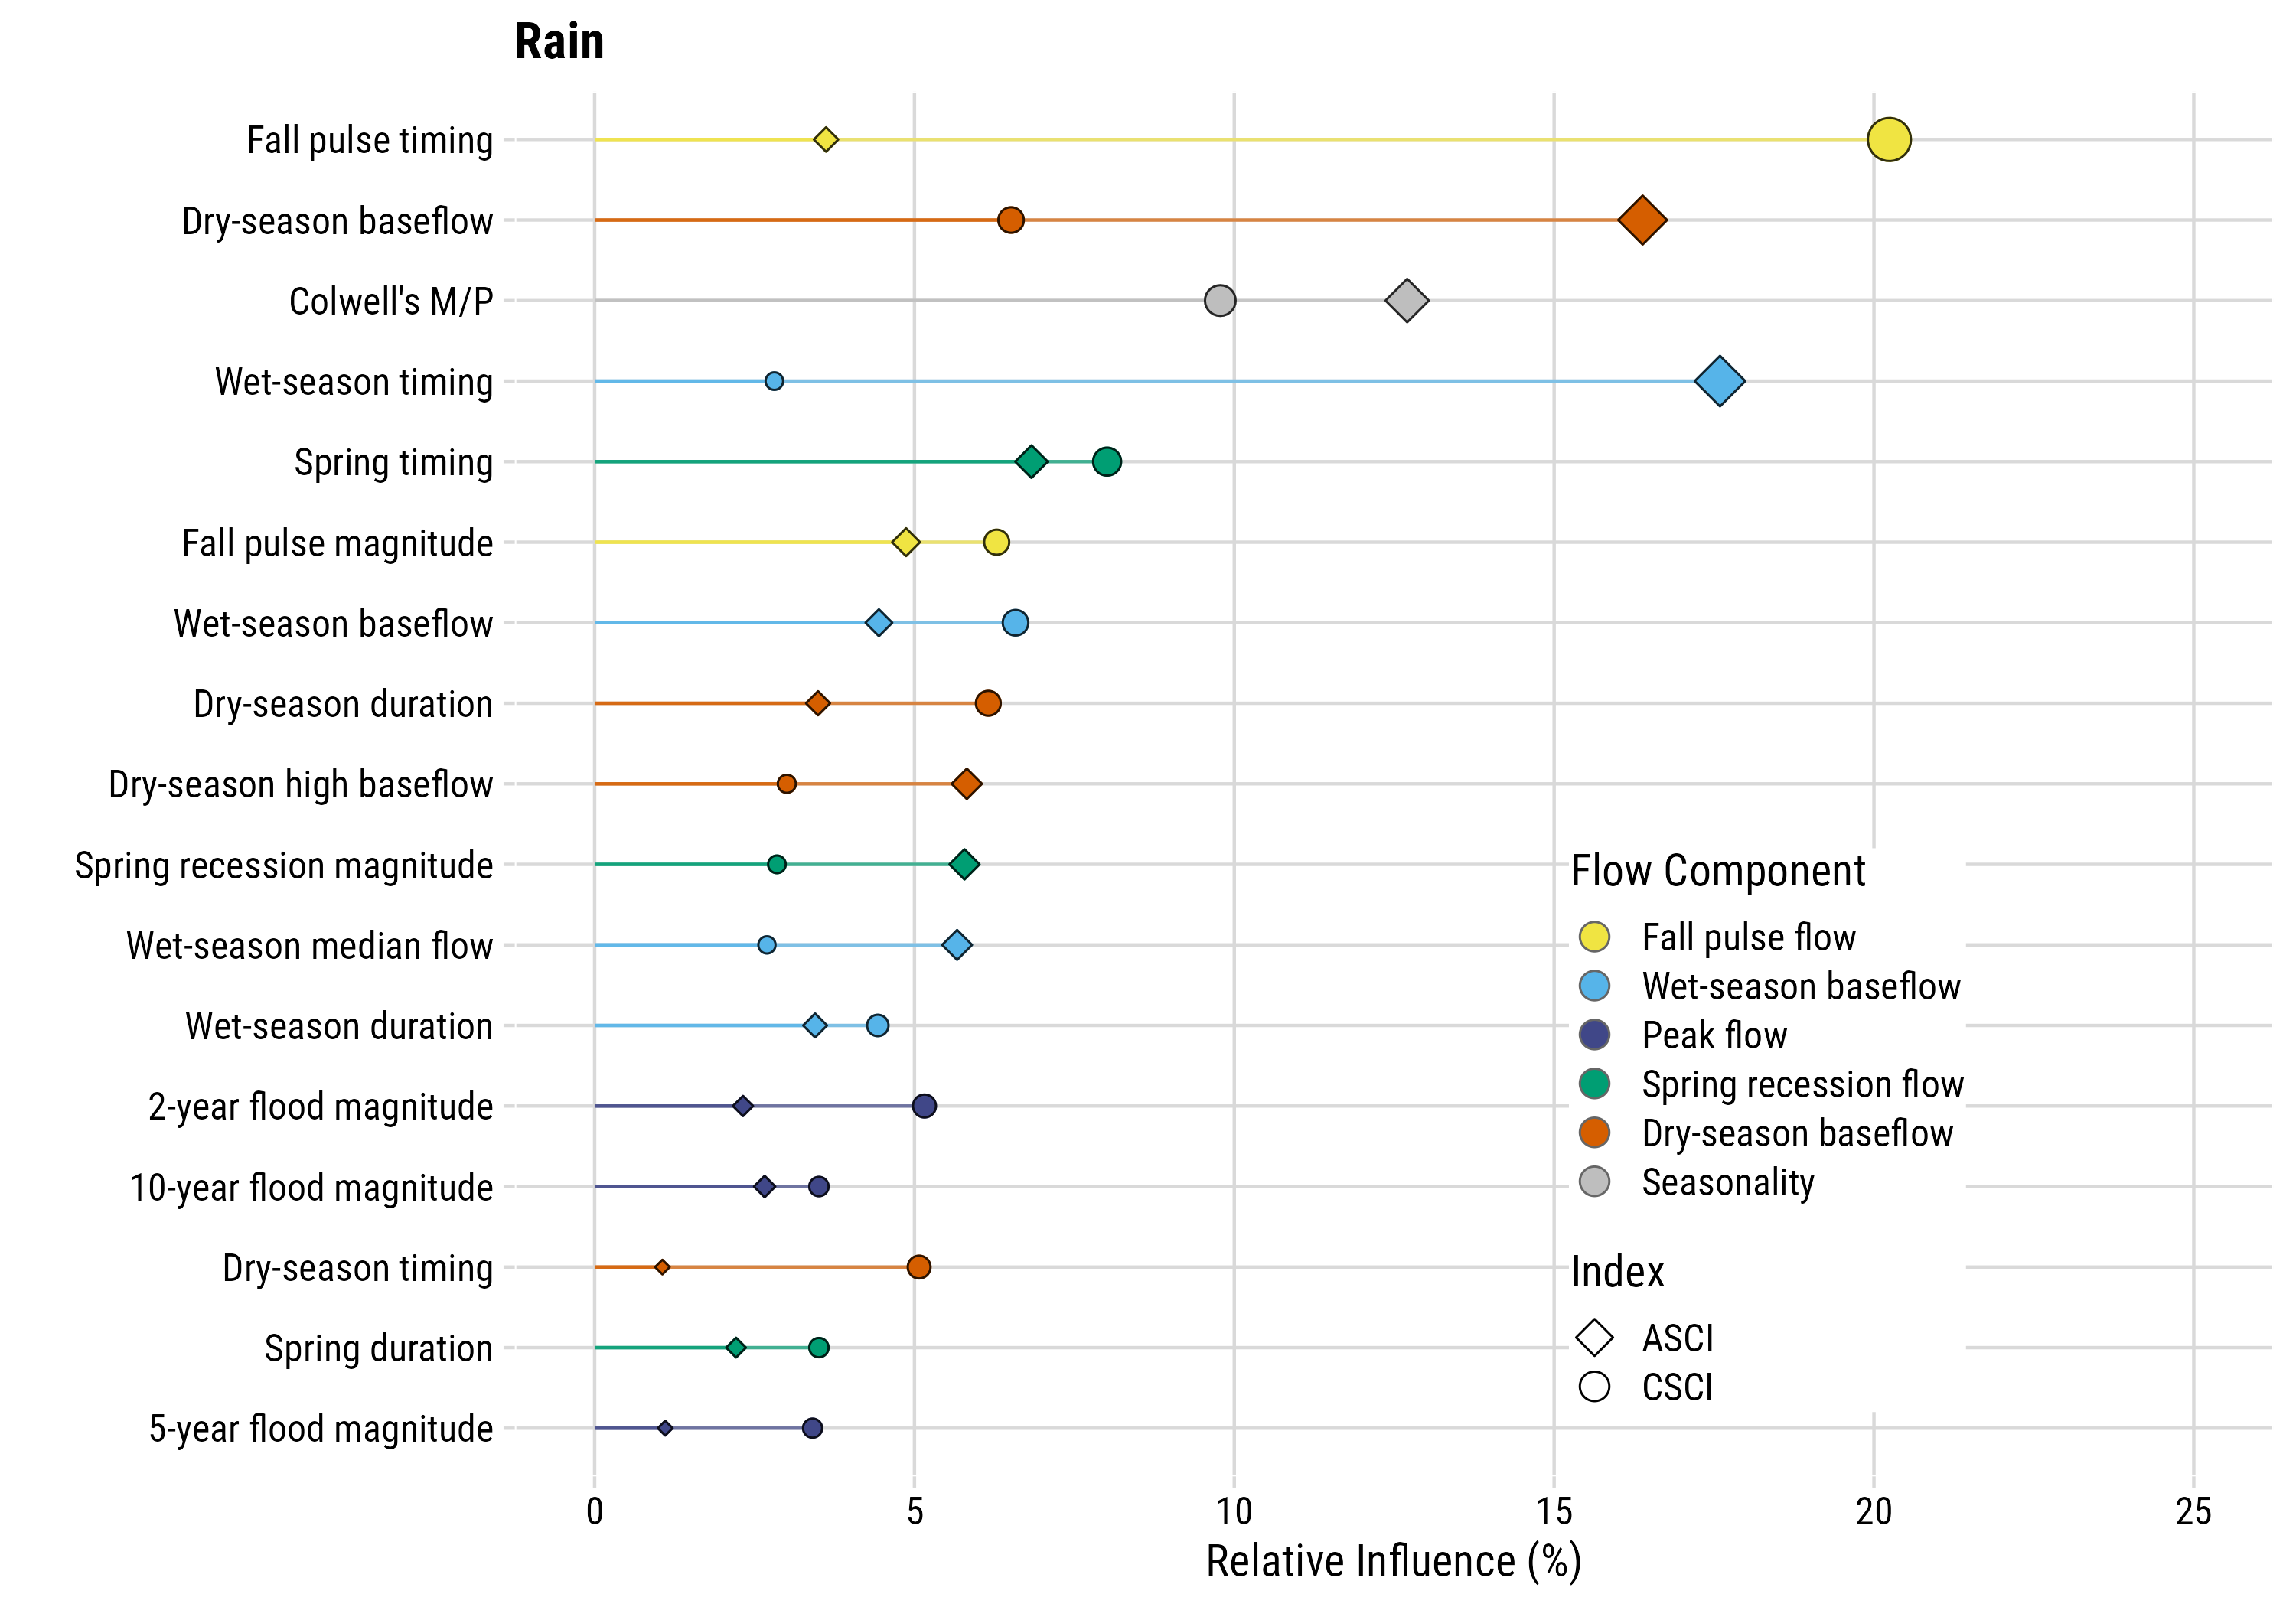 Rain
Fall pulse timing
Dry-season baseflow
Colwell's M/P
Wet-season timing
Spring timing
Fall pulse magnitude
Wet-season baseflow
Dry-season duration
Dry-season high baseflow
Spring recession magnitude
Wet-season median flow
Wet-season duration
2-year flood magnitude
10-year flood magnitude
Dry-season timing
Spring duration
5-year flood magnitude
Flow Component
Fall pulse flow
Wet-season baseflow
Peak flow
Spring recession flow
Dry-season baseflow
Seasonality
Index
ASCI
CSCI
0 5 10 15 20 25
Relative Influence (%)